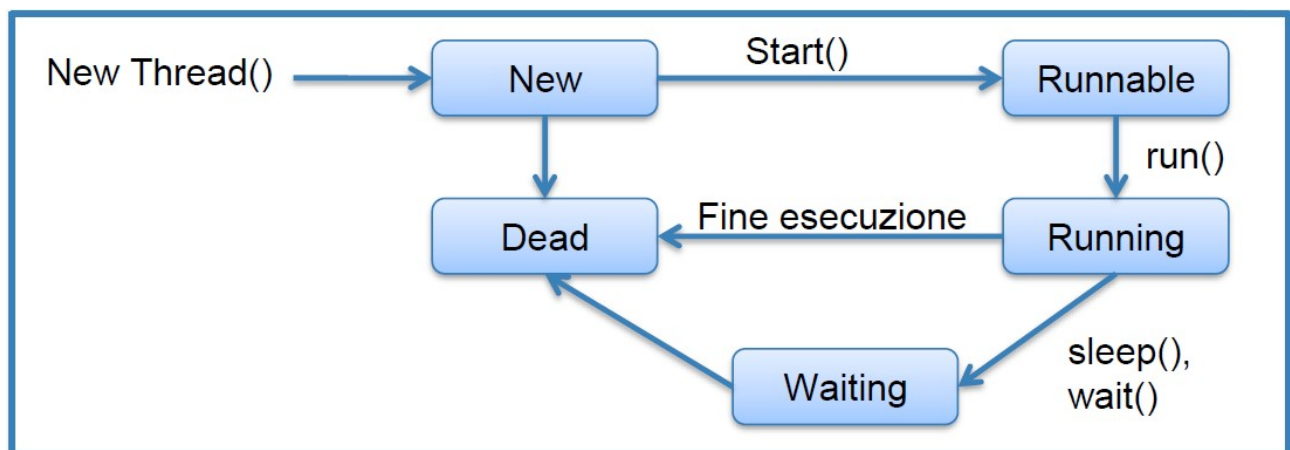 New Thread()
New
Start()
Runnable
run()
Dead
Fine esecuzione
Running
Waiting
sleep(),
wait()